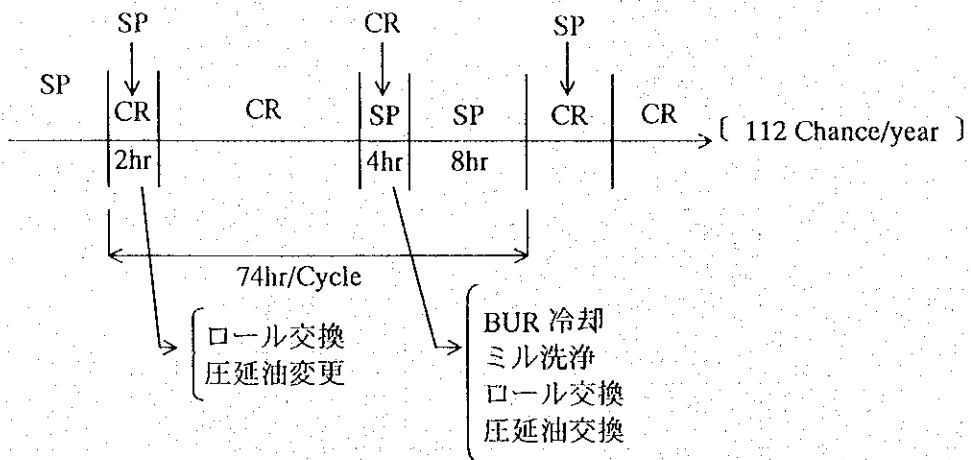 SP CR SP
SP CR CR SP SP CR CR 〔 112 Chance/year 〕
2hr 4hr 8hr
74hr/Cycle
ロール交換
圧延油変更
BUR 冷却
ミル洗浄
ロール交換
圧延油交換